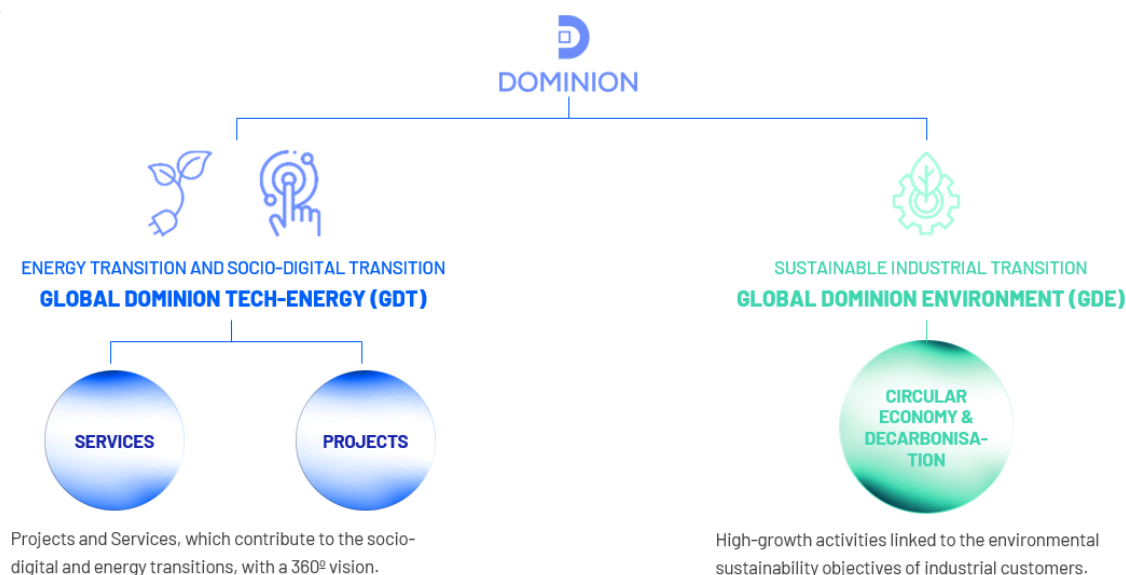 DOMINION
ENERGY TRANSITION AND SOCIO-DIGITAL TRANSITION
GLOBAL DOMINION TECH-ENERGY (GDT)
SERVICES
PROJECTS
Projects and Services, which contribute to the socio-
digital and energy transitions, with a 360º vision.
SUSTAINABLE INDUSTRIAL TRANSITION
GLOBAL DOMINION ENVIRONMENT (GDE)
CIRCULAR
ECONOMY &
DECARBONISA-
TION
High-growth activities linked to the environmental
sustainability objectives of industrial customers.